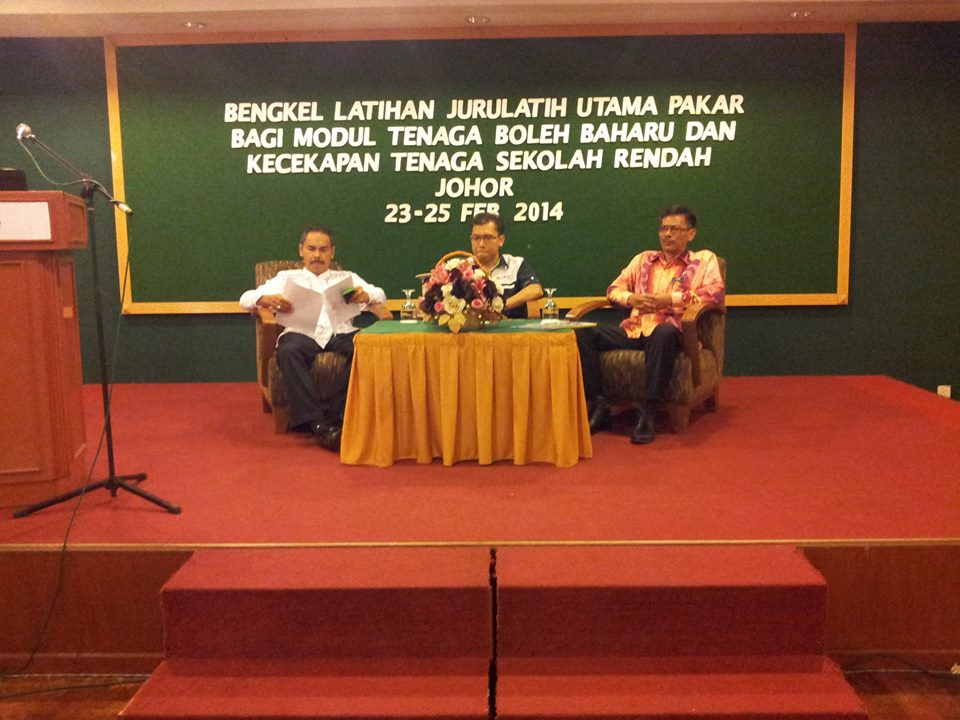 BENGKEL LATIHAN JURULATIH UTAMA PAKAR
BAGI MODUL TENAGA BOLEH BAHARU DAN
KECEKAPAN TENAGA SEKOLAH RENDAH
JOHOR
23-25 FEB 2014